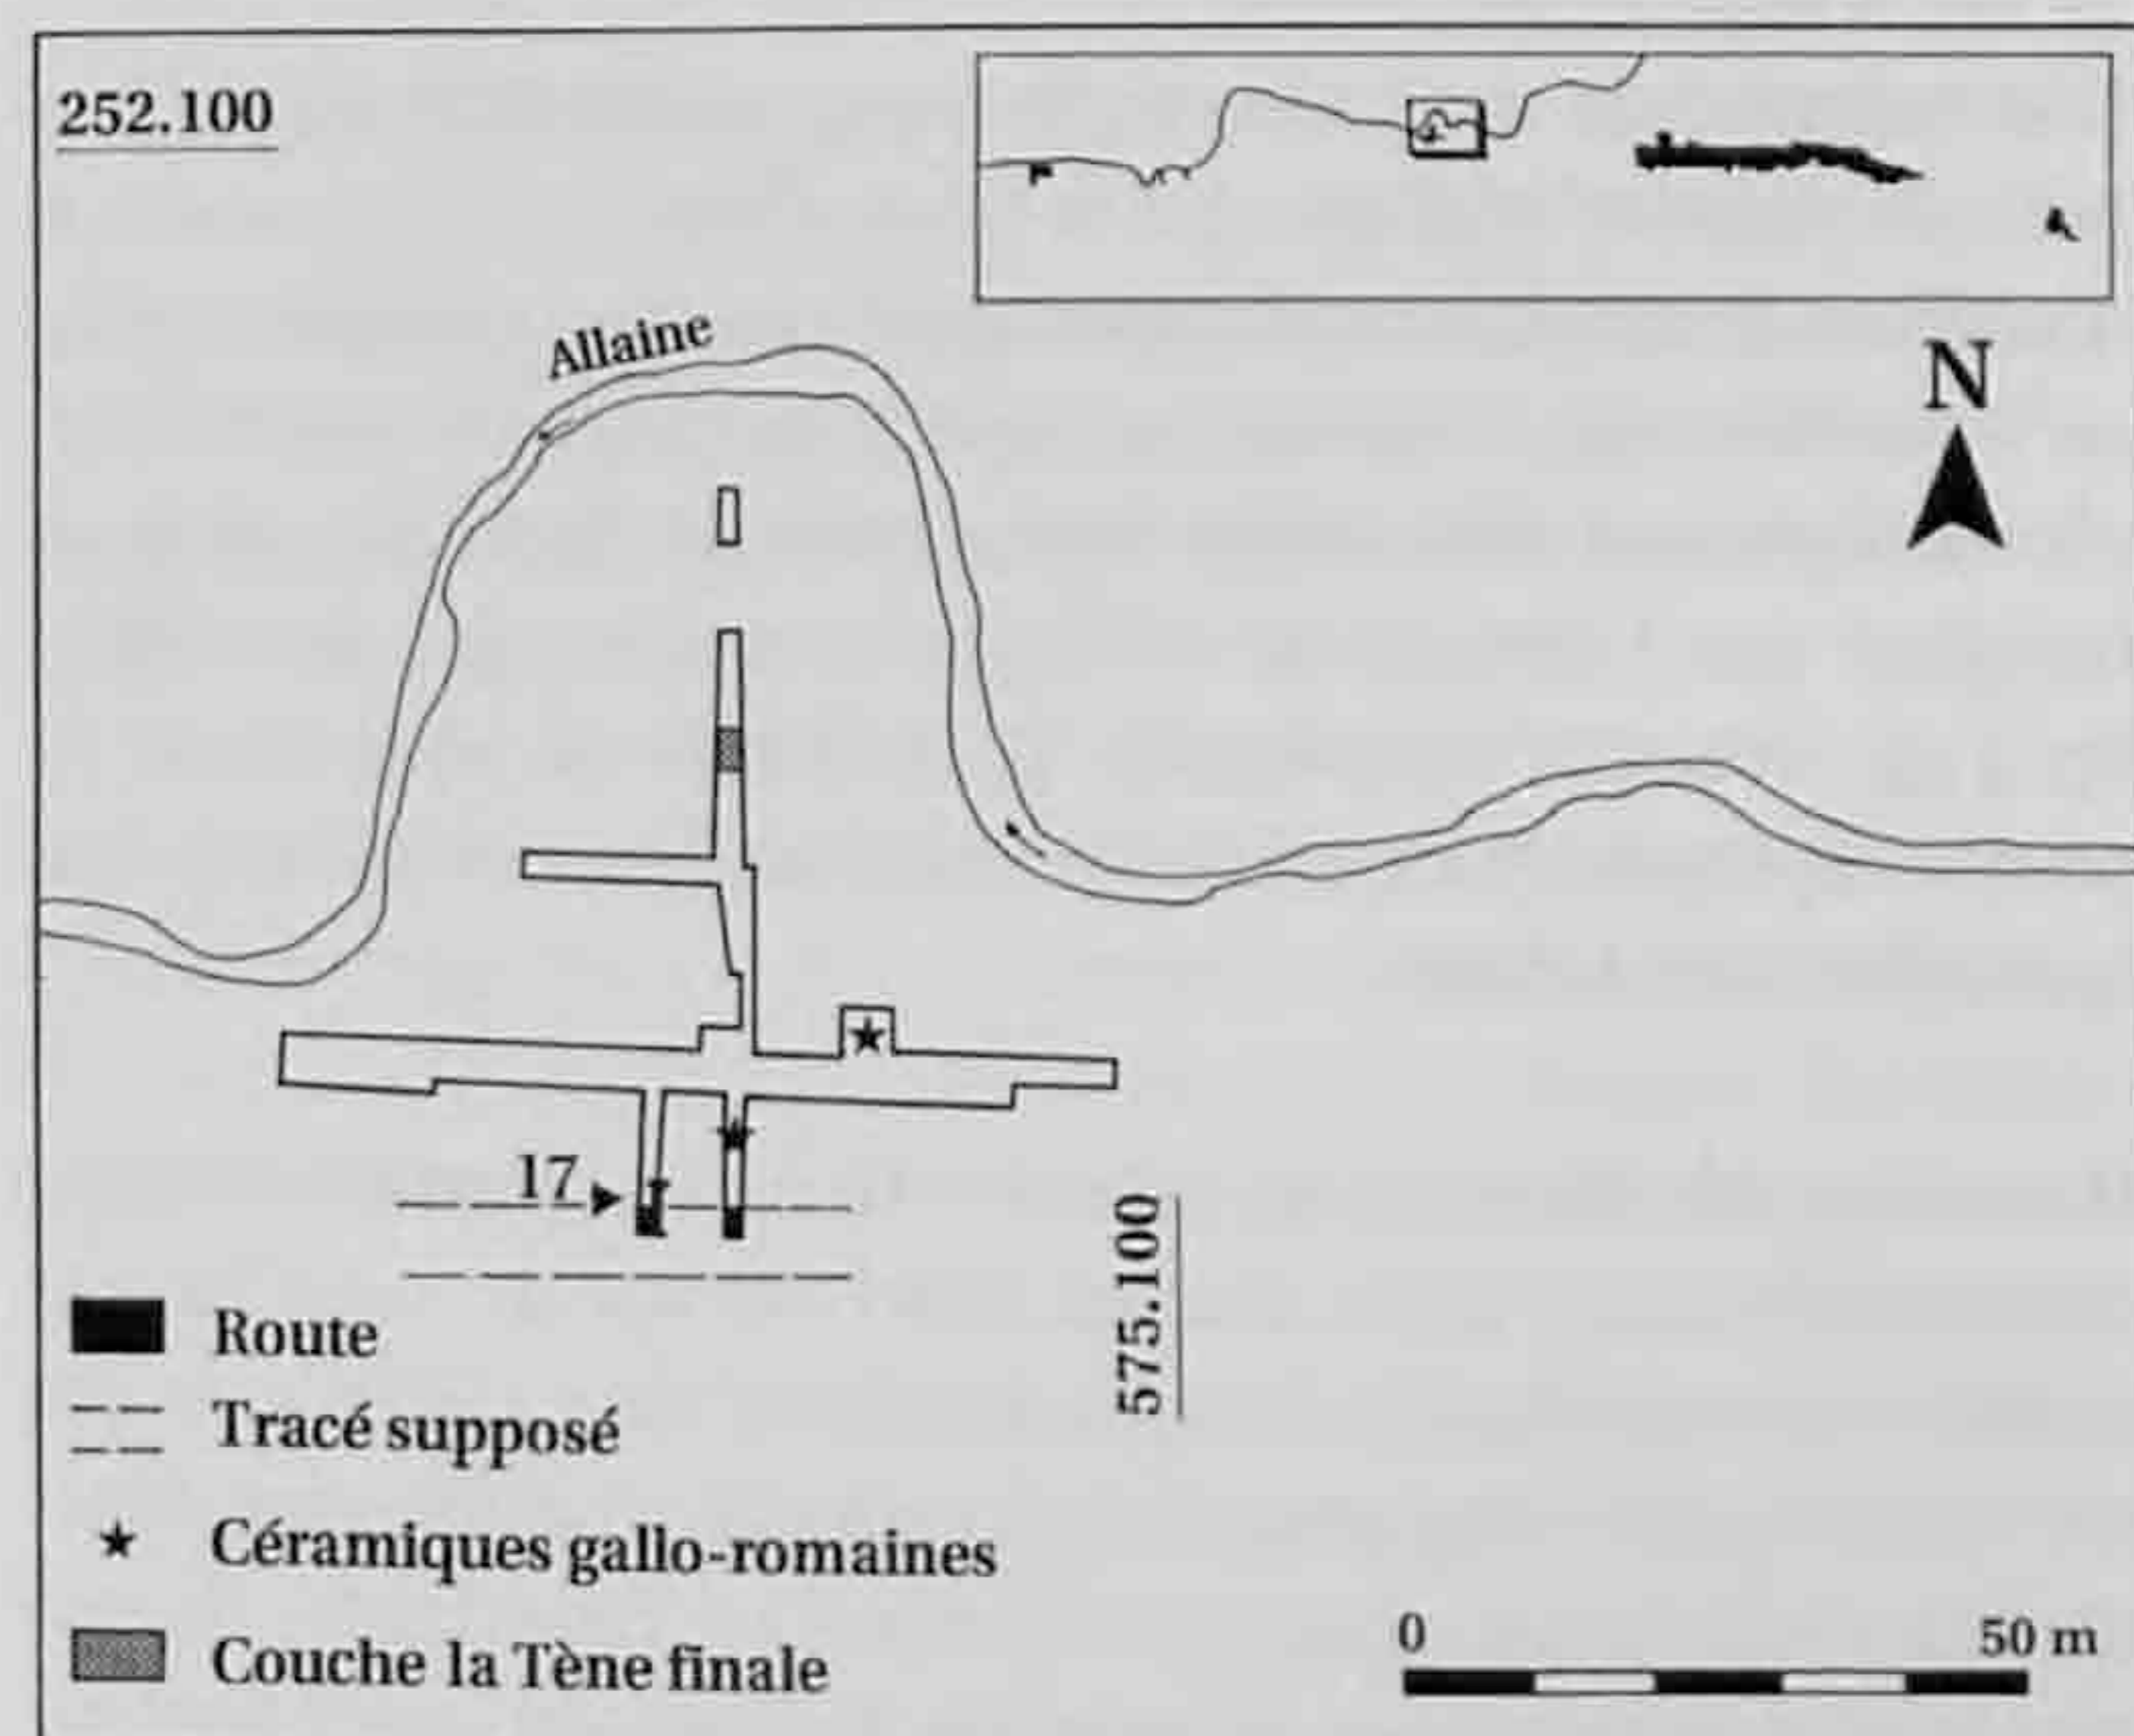 252.100
Allaine
N
17
575.100
Route
Tracé supposé
Céramiques gallo-romaines
Couche la Tène finale
0 50 m